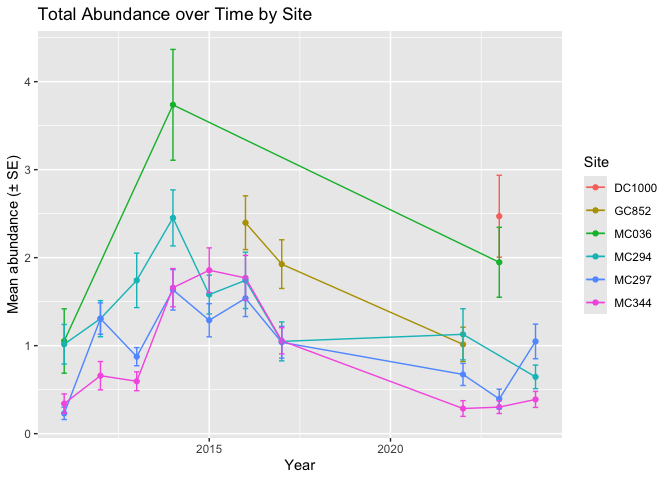 Total Abundance over Time by Site
Mean abundance (± SE)
4
3
2
1
0
2015
2020
Year
Site
DC1000
GC852
MC036
MC294
MC297
MC344